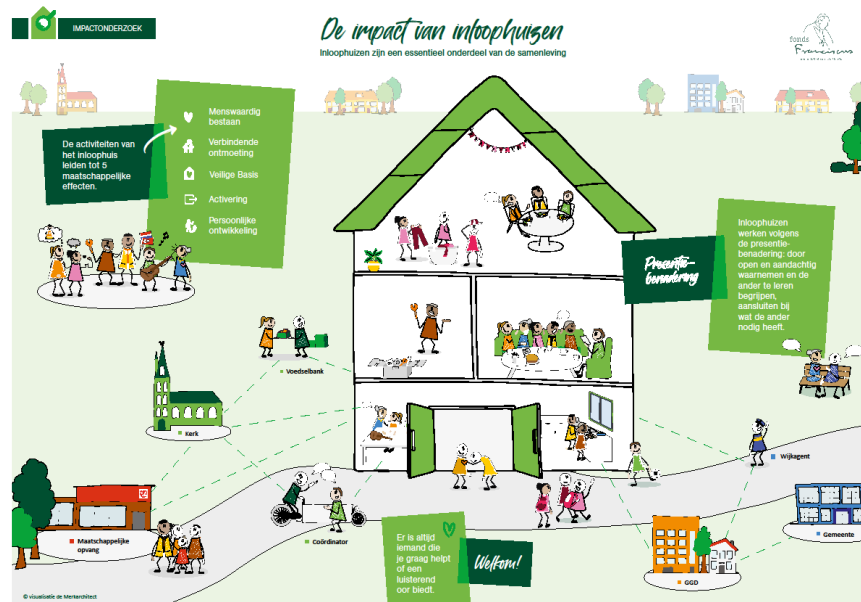 IMPACTONDERZOEK
De impact van inloophuizen
Inloophuizen zijn een essentieel onderdeel van de samenleving
fonds
Franciscus
De activiteiten van
het inloophuis
leiden tot 5
maatschappelijke
effecten.
Menswaardig
bestaan
Verbindende
ontmoeting
Veilige Basis
Activering
Persoonlijke
ontwikkeling
Presentie-
benadering
Inloophuizen
werken volgens
de presentie-
benadering: door
open en aandachtig
waarnemen en de
ander te leren
begrijpen,
aansluiten bij
wat de ander
nodig heeft.
Voedselbank
Kerk
Wijkagent
Maatschappelijke
opvang
Coördinator
Gemeente
Er is altijd
iemand die
je graag helpt
of een
luisterend
oor biedt.
Welkom!
GGD
© visualisatie de Merkarchitect